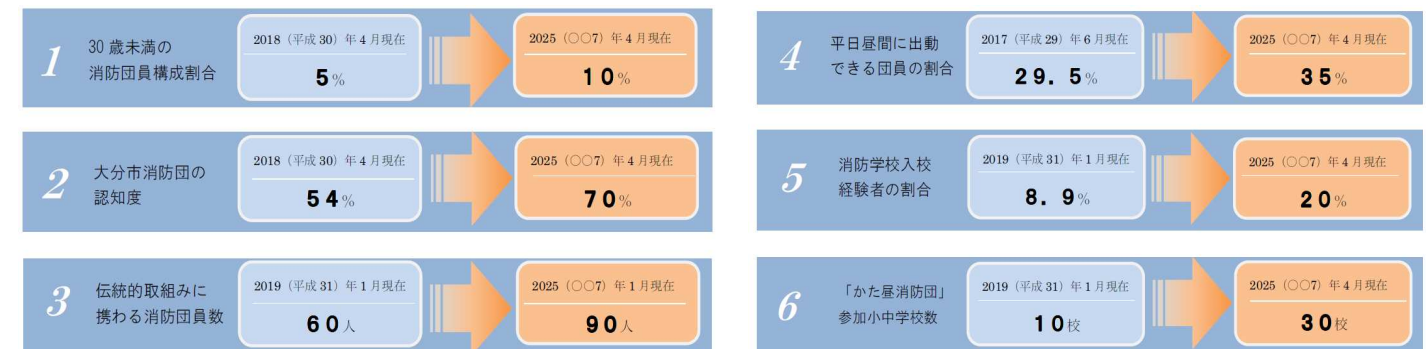 1
30 歳未満の
消防団員構成割合
2018（平成 30）年 4 月現在
5%
2025（○○7）年 4 月現在
10%
2
大分市消防団の
認知度
2018（平成 30）年 4 月現在
54%
2025（○○7）年 4 月現在
70%
3
伝統的取組みに
携わる消防団員数
2019（平成 31）年 1 月現在
60人
2025（○○7）年 1 月現在
90人
4
平日昼間に出動
できる団員の割合
2017（平成 29）年 6 月現在
29．5%
2025（○○7）年 4 月現在
35%
5
消防学校入校
経験者の割合
2019（平成 31）年 1 月現在
8．9%
2025（○○7）年 4 月現在
20%
6
「かた昼消防団」
参加小中学校数
2019（平成 31）年 1 月現在
10校
2025（○○7）年 4 月現在
30校